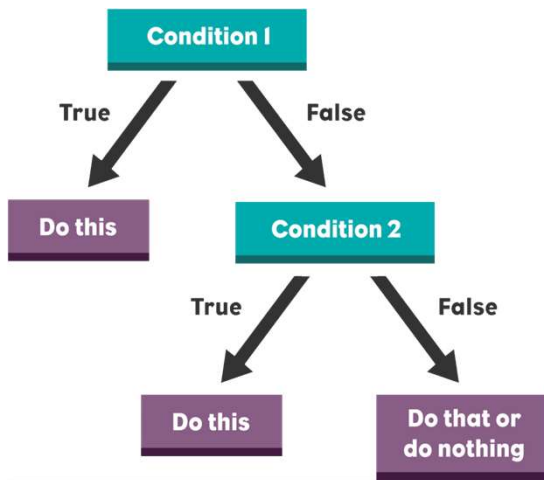 Condition 1
True
False
Do this
Condition 2
True
False
Do this
Do that or
do nothing